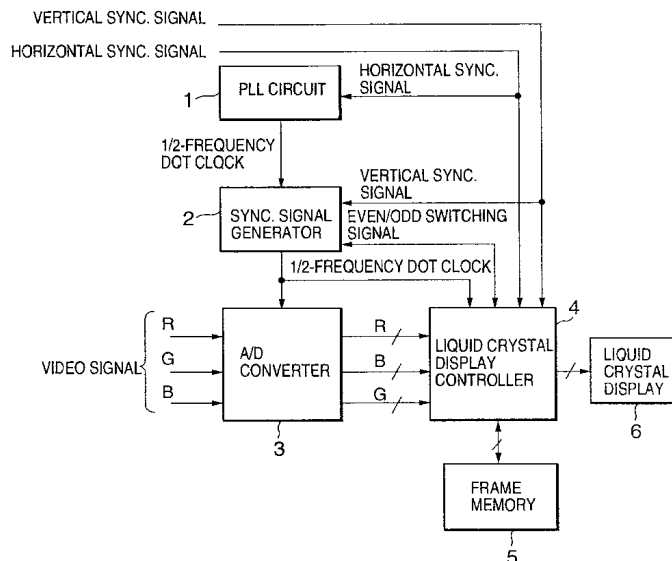 VERTICAL SYNC. SIGNAL
HORIZONTAL SYNC. SIGNAL
HORIZONTAL SYNC.
SIGNAL
1
PLL CIRCUIT
1/2-FREQUENCY
DOT CLOCK
VERTICAL SYNC.
SIGNAL
2
SYNC. SIGNAL
GENERATOR
EVEN/ODD SWITCHING
SIGNAL
1/2-FREQUENCY DOT CLOCK
4
VIDEO SIGNAL
R
G
B
A/D
CONVERTER
3
R
B
G
LIQUID CRYSTAL
DISPLAY
CONTROLLER
LIQUID
CRYSTAL
DISPLAY
6
FRAME
MEMORY
5